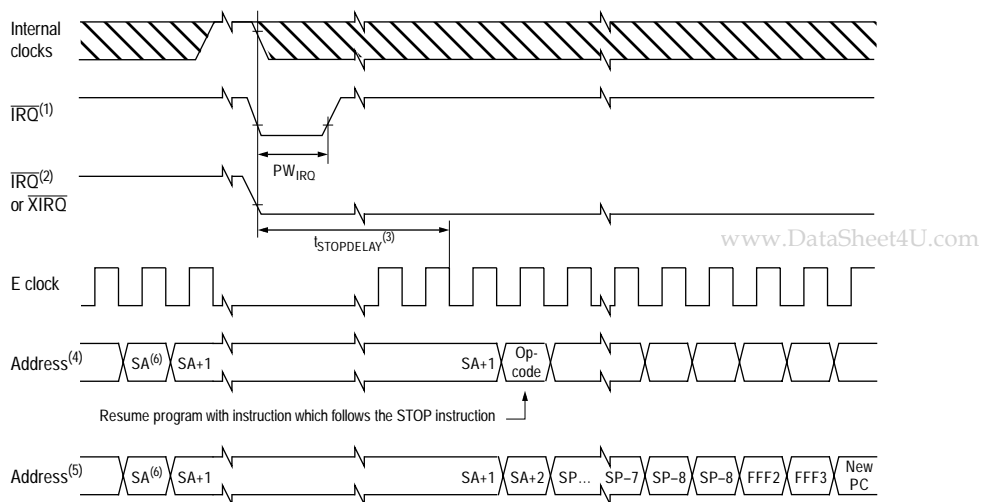 Internal
clocks
IRQ(1)
PW_IRQ
IRQ(2)
or XIRQ
t_STOPDELAY(3)
www.DataSheet4U.com
E clock
Address(4)
SA(6) SA+1 SA+1 Op-
code
Resume program with instruction which follows the STOP instruction
Address(5)
SA(6) SA+1 SA+1 SA+2 SP… SP–7 SP–8 SP–8 FFF2 FFF3 New
PC